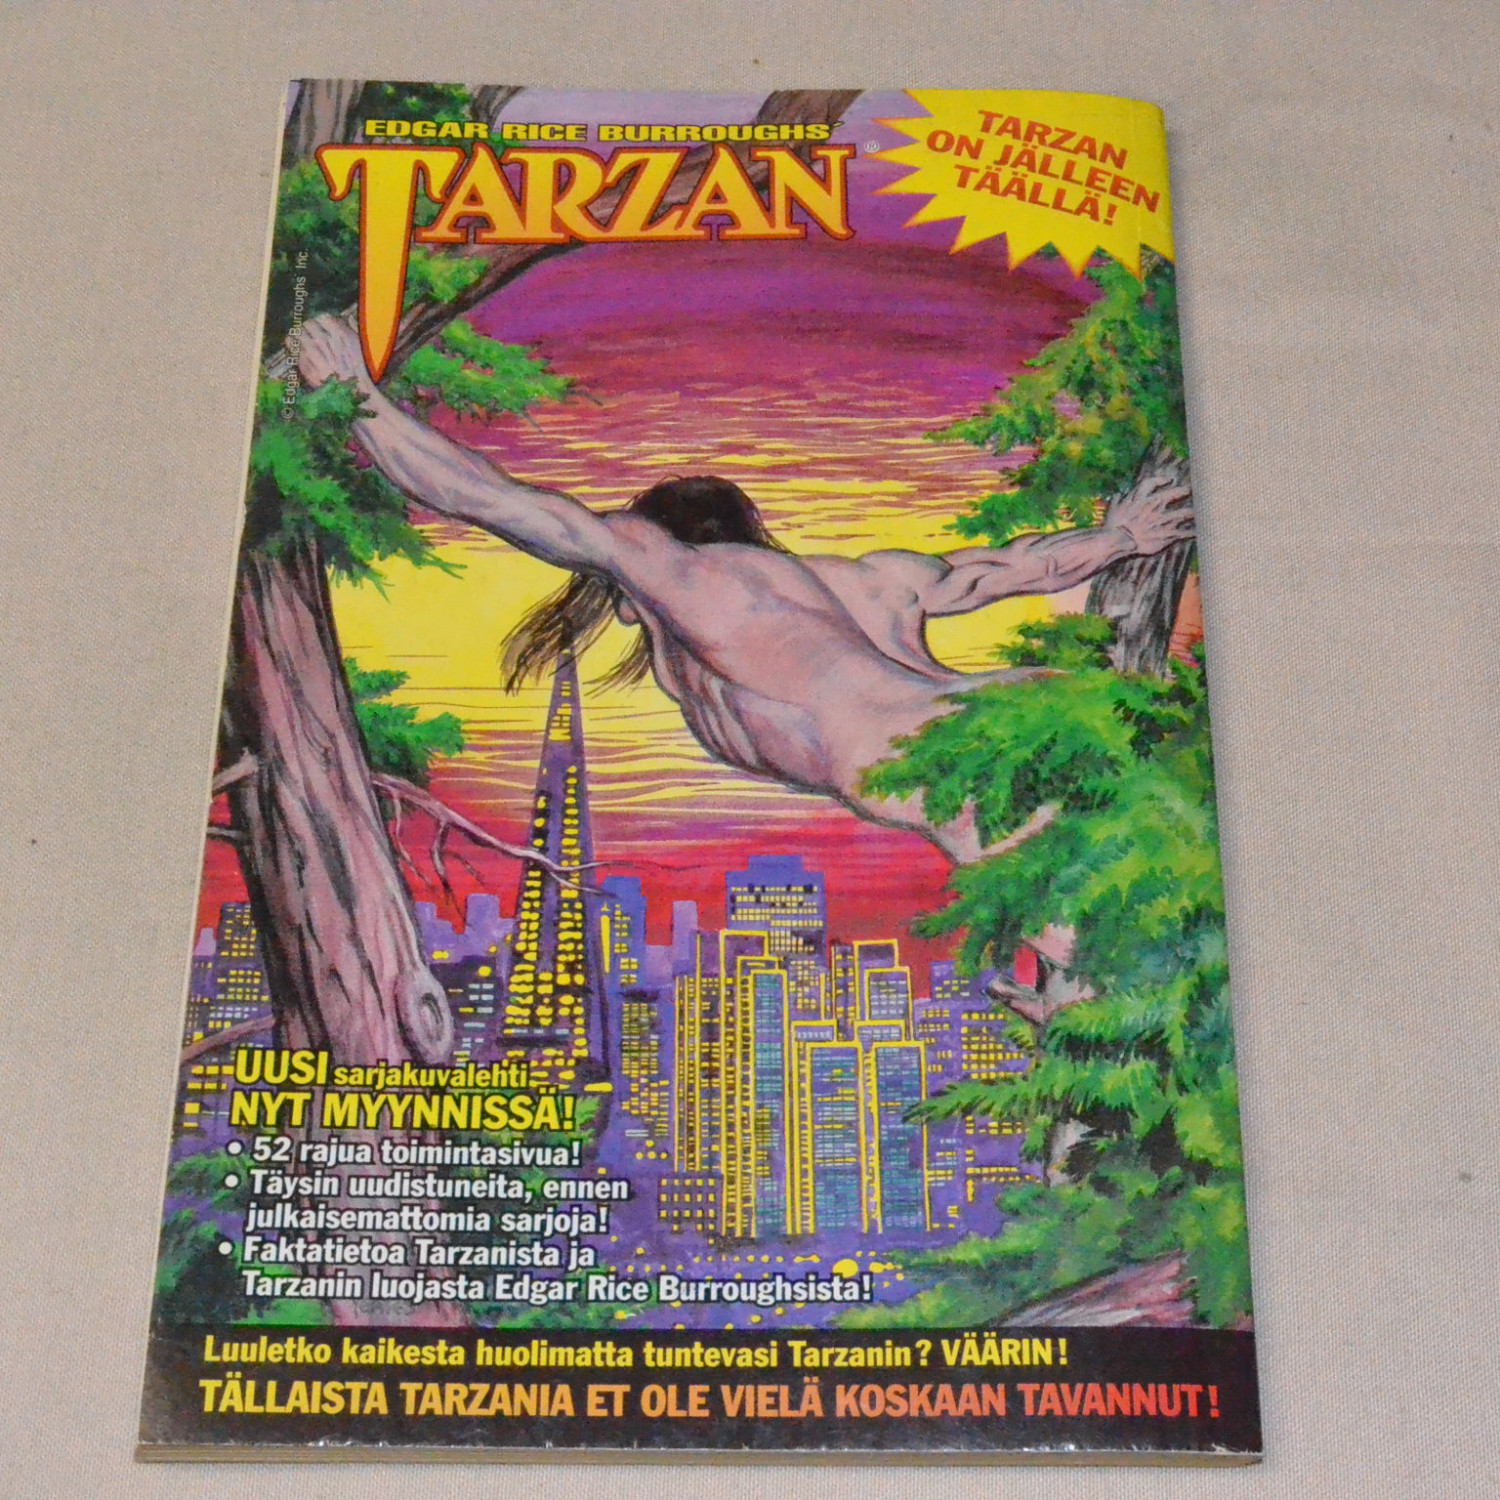 EDGAR RICE BURROUGHS'
TARZAN®
TARZAN
ON JÄLLEEN
TÄÄLLÄ!
© Edgar Rice Burroughs' Inc.
UUSI sarjakuvalehti
NYT MYYNNISSÄ!
• 52 rajua toimintasivua!
• Täysin uudistuneita, ennen
julkaisemattomia sarjoja!
• Faktatietoa Tarzanista ja
Tarzanin luojasta Edgar Rice Burroughsista!
Luuletko kaikesta huolimatta tuntevasi Tarzanin? VÄÄRIN!
TÄLLAISTA TARZANIA ET OLE VIELÄ KOSKAAN TAVANNUT!